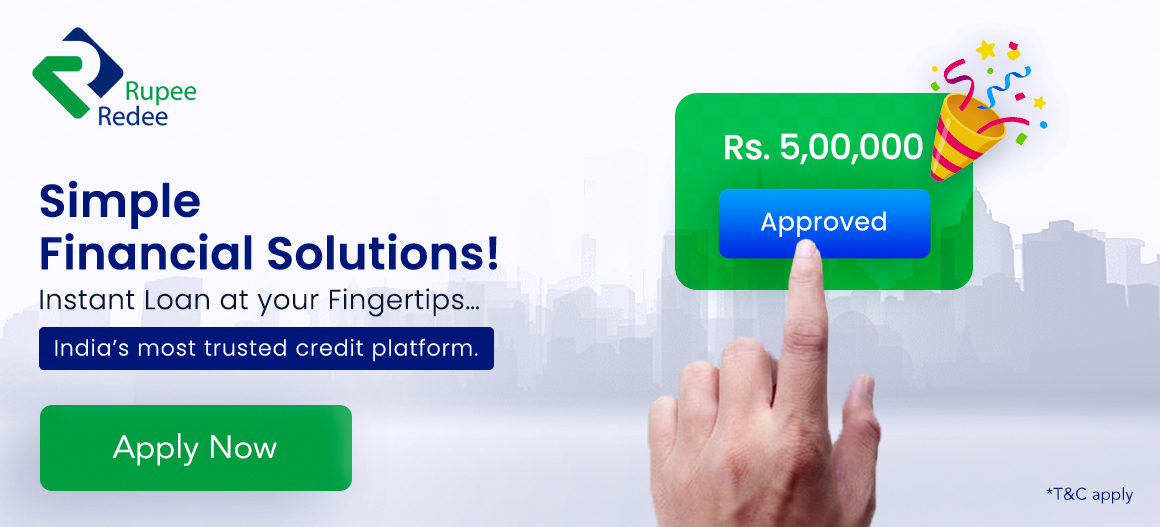 Rupee
Redee
Simple
Financial Solutions!
Instant Loan at your Fingertips...
India's most trusted credit platform.
Apply Now
Rs. 5,00,000
Approved
*T&C apply